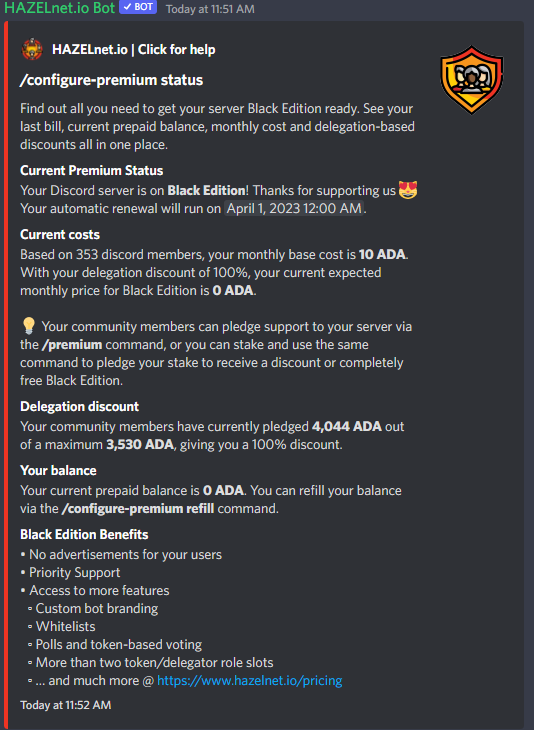 HAZELnet.io Bot ✓ BOT Today at 11:51 AM
HAZELnet.io | Click for help
/configure-premium status
Find out all you need to get your server Black Edition ready. See your
last bill, current prepaid balance, monthly cost and delegation-based
discounts all in one place.
Current Premium Status
Your Discord server is on Black Edition! Thanks for supporting us 😻
Your automatic renewal will run on April 1, 2023 12:00 AM.
Current costs
Based on 353 discord members, your monthly base cost is 10 ADA.
With your delegation discount of 100%, your current expected
monthly price for Black Edition is 0 ADA.
💡 Your community members can pledge support to your server via
the /premium command, or you can stake and use the same
command to pledge your stake to receive a discount or completely
free Black Edition.
Delegation discount
Your community members have currently pledged 4,044 ADA out
of a maximum 3,530 ADA, giving you a 100% discount.
Your balance
Your current prepaid balance is 0 ADA. You can refill your balance
via the /configure-premium refill command.
Black Edition Benefits
• No advertisements for your users
• Priority Support
• Access to more features
▫ Custom bot branding
▫ Whitelists
▫ Polls and token-based voting
▫ More than two token/delegator role slots
▫ ... and much more @ https://www.hazelnet.io/pricing
Today at 11:52 AM